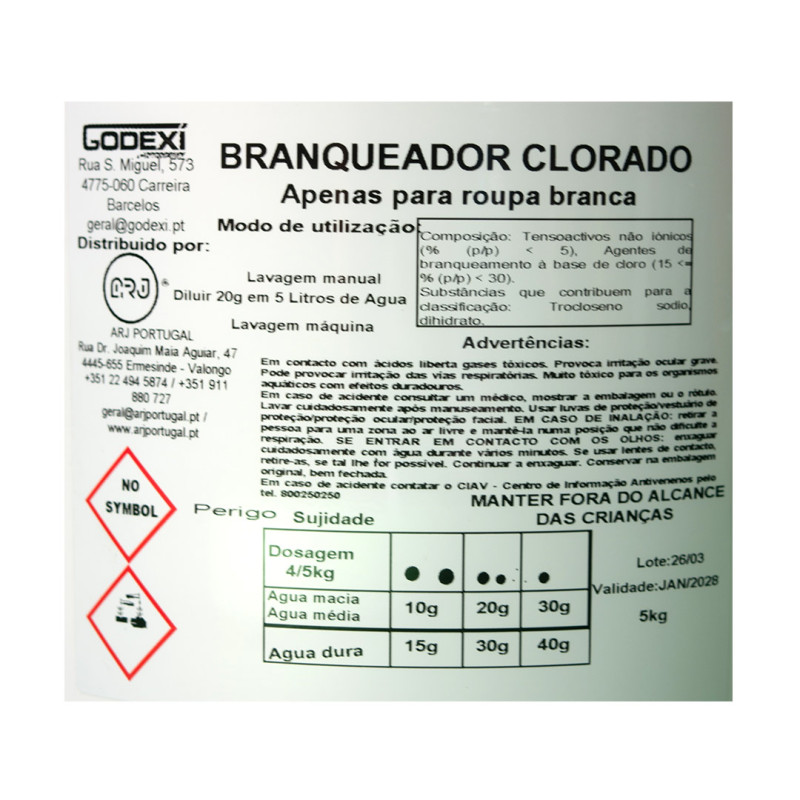 GODEXÍ
Rua S. Miguel, 573
4775-060 Carreira
Barcelos
geral@godexi.pt
Distribuido por:
ARJ
®
ARJ PORTUGAL
Rua Dr. Joaquim Maia Aguiar, 47
4445-655 Ermesinde - Valongo
+351 22 494 5874 / +351 911
880 727
geral@arjportugal.pt /
www.arjportugal.pt
BRANQUEADOR CLORADO
Apenas para roupa branca
Modo de utilização:
Lavagem manual
Diluir 20g em 5 Litros de Agua
Lavagem máquina
Composição: Tensoactivos não iónicos
(% (p/p) < 5), Agentes de
branqueamento à base de cloro (15 <=
% (p/p) < 30).
Substâncias que contribuem para a
classificação: Trocloseno sodio,
dihidrato.
Advertências:
Em contacto com ácidos liberta gases tóxicos. Provoca irritação ocular grave.
Pode provocar irritação das vias respiratórias. Muito tóxico para os organismos
aquáticos com efeitos duradouros.
Em caso de acidente consultar um médico, mostrar a embalagem ou o rótulo.
Lavar cuidadosamente após manuseamento. Usar luvas de proteção/vestuário de
proteção/proteção ocular/proteção facial. EM CASO DE INALAÇÃO: retirar a
pessoa para uma zona ao ar livre e mantê-la numa posição que não dificulte a
respiração. SE ENTRAR EM CONTACTO COM OS OLHOS: enxaguar
cuidadosamente com água durante vários minutos. Se usar lentes de contacto,
retire-as, se tal lhe for possível. Continuar a enxaguar. Conservar na embalagem
original, bem fechada.
Em caso de acidente contatar o CIAV - Centro de Informação Antivenenos pelo
tel. 800250250
MANTER FORA DO ALCANCE
DAS CRIANÇAS
NO
SYMBOL
Perigo
Sujidade
Dosagem
4/5kg
Agua macia
Agua média
10g 20g 30g
Agua dura 15g 30g 40g
Lote:26/03
Validade:JAN/2028
5kg